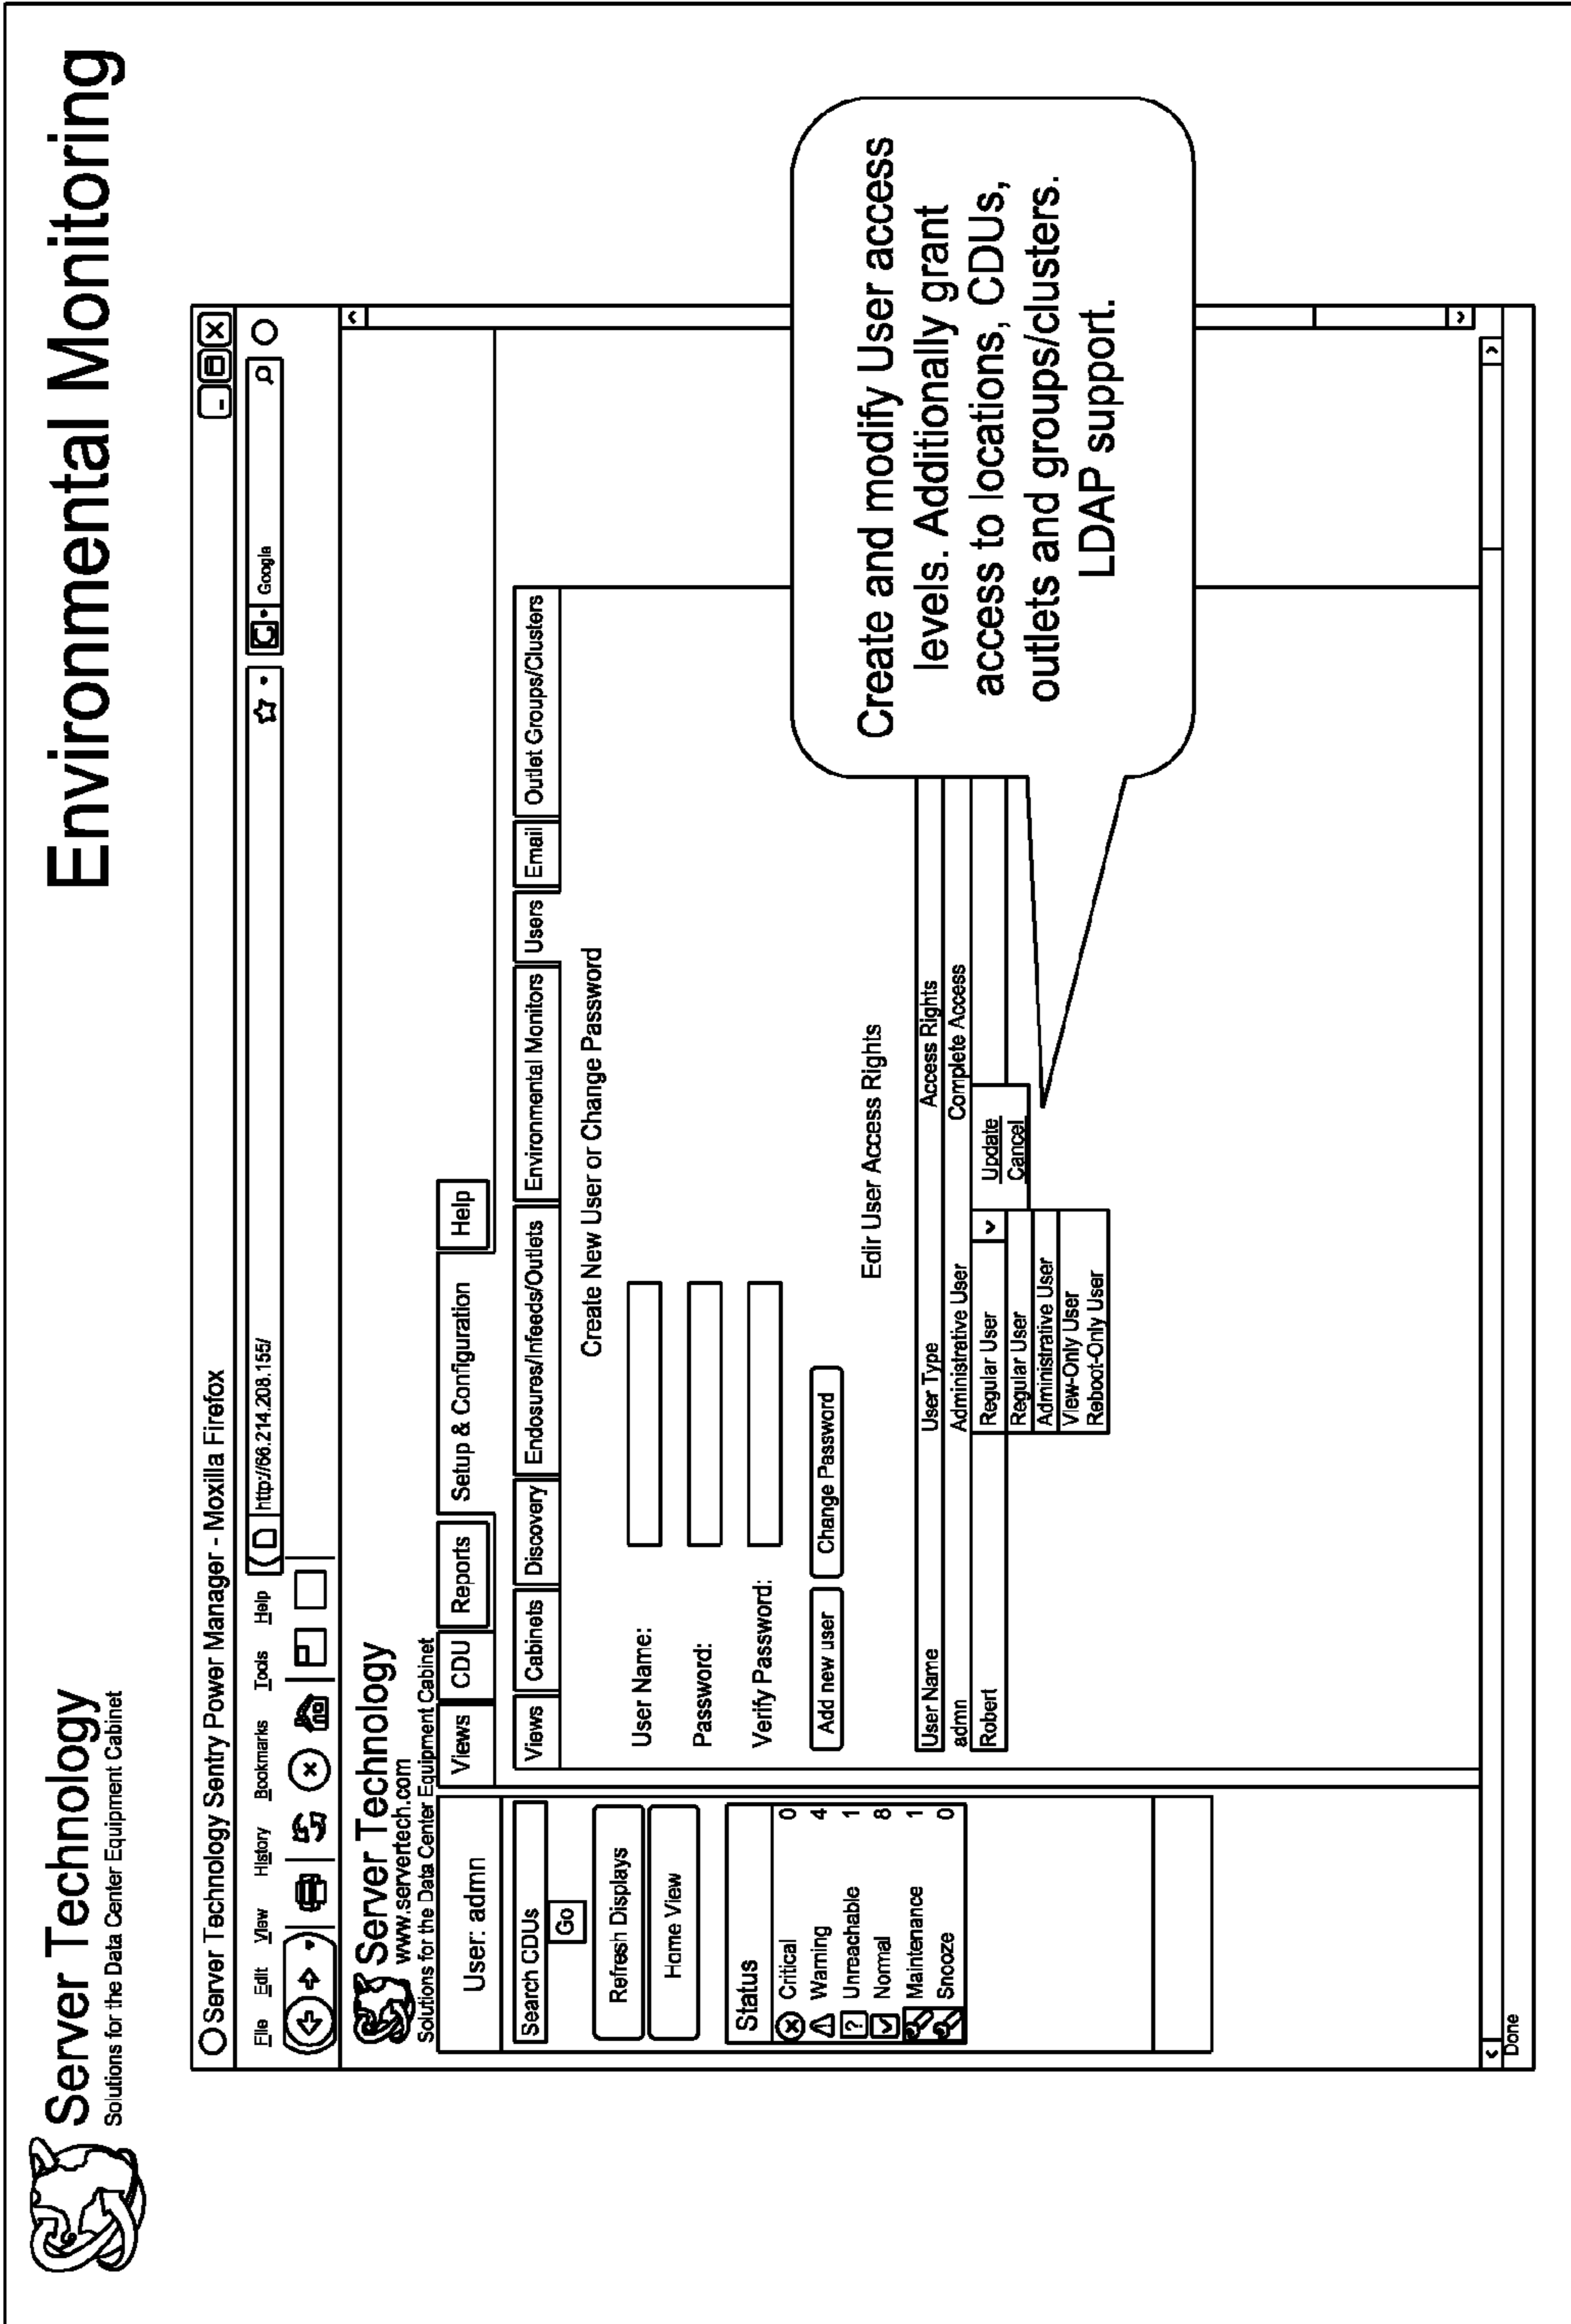 Server Technology
Solutions for the Data Center Equipment Cabinet
Environmental Monitoring
Server Technology Sentry Power Manager - Moxilla Firefox
File Edit View History Bookmarks Tools Help
http://66.214.208.155/
Google
Server Technology
www.servertech.com
Solutions for the Data Center Equipment Cabinet
User: admn
Search CDUs
Go
Refresh Displays
Home View
Status
Critical 0
Warning 4
? Unreachable 1
Normal 8
Maintenance 1
Snooze 0
Views CDU Reports Setup & Configuration Help
Views Cabinets Discovery Endosures/Infeeds/Outlets Environmental Monitors Users Email Outlet Groups/Clusters
Create New User or Change Password
User Name:
Password:
Verify Password:
Add new user Change Password
Edir User Access Rights
User Name User Type Access Rights
admn Administrative User Complete Access
Robert Regular User Update
Regular User Cancel
Administrative User
View-Only User
Reboot-Only User
Create and modify User access
levels. Additionally grant
access to locations, CDUs,
outlets and groups/clusters.
LDAP support.
Done